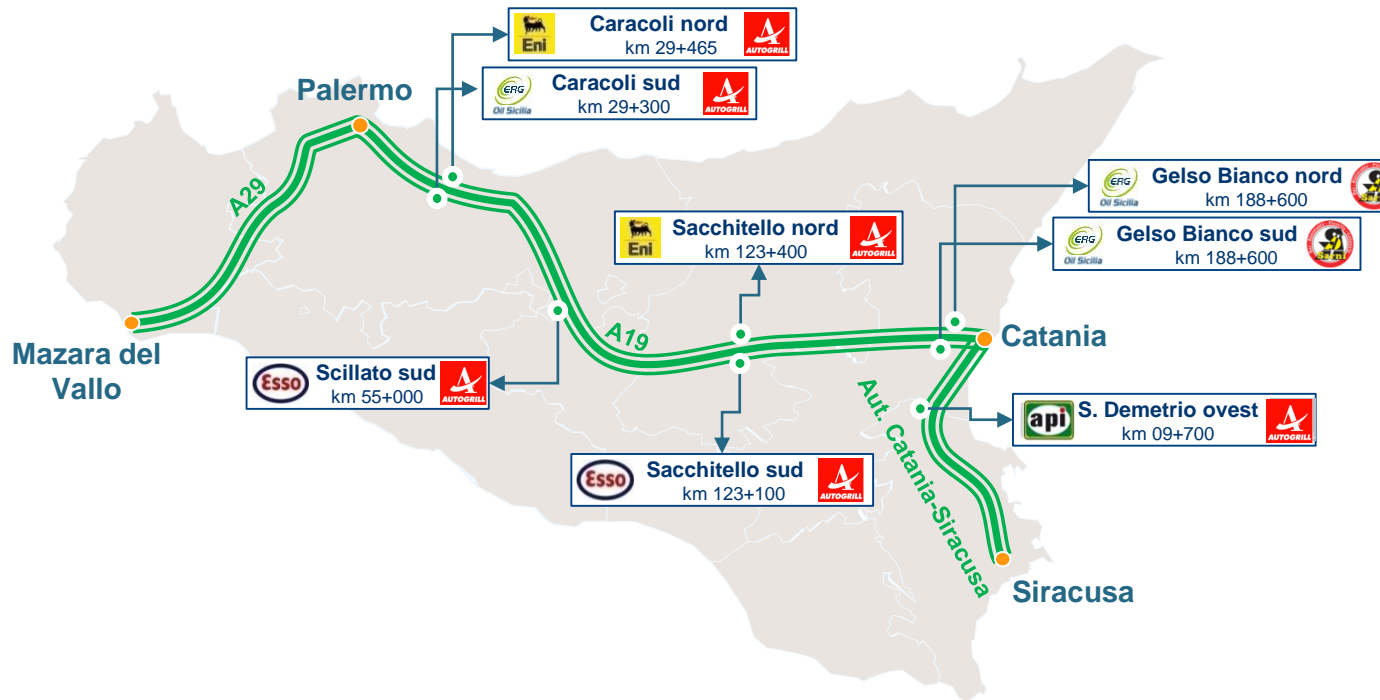 Eni
Caracoli nord
km 29+465
AUTOGRILL
ERG
Oil Sicilia
Caracoli sud
km 29+300
AUTOGRILL
Palermo
A29
ERG
Oil Sicilia
Gelso Bianco nord
km 188+600
Sarni
Eni
Sacchitello nord
km 123+400
AUTOGRILL
ERG
Oil Sicilia
Gelso Bianco sud
km 188+600
Sarni
A19
Catania
Mazara del
Vallo
Esso
Scillato sud
km 55+000
AUTOGRILL
Aut. Catania-Siracusa
api
S. Demetrio ovest
km 09+700
AUTOGRILL
Esso
Sacchitello sud
km 123+100
AUTOGRILL
Siracusa